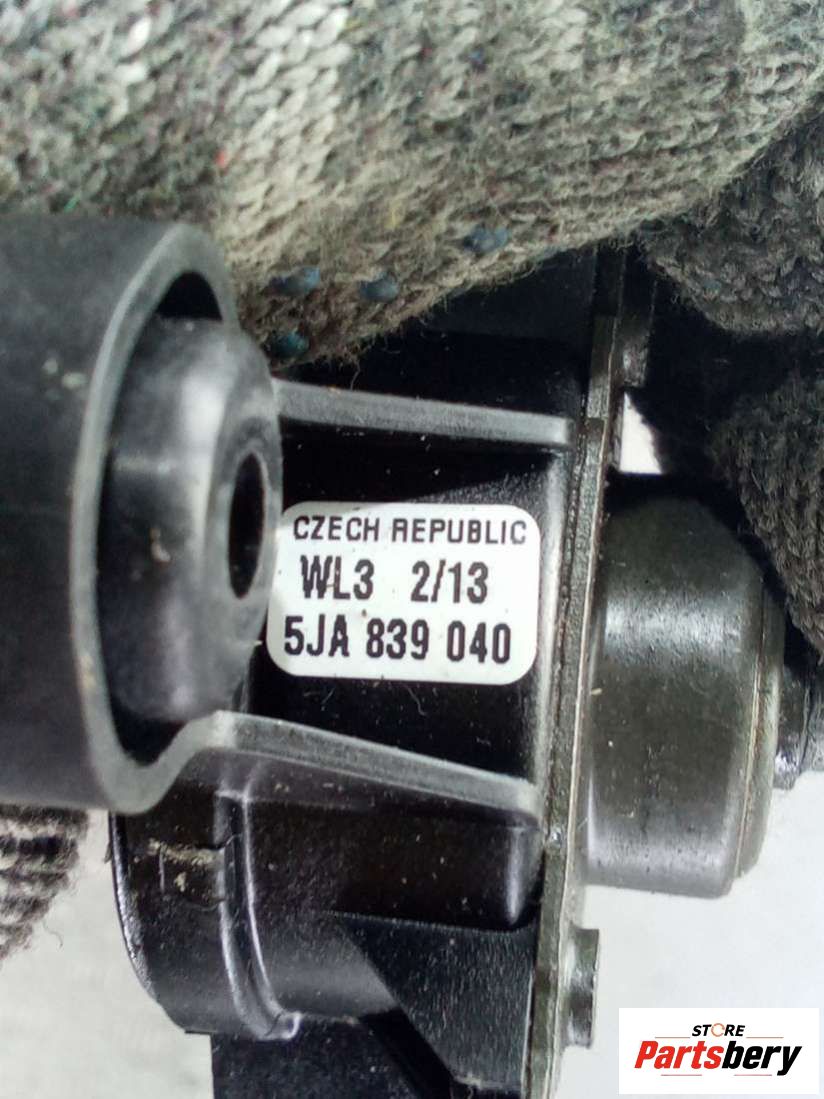 CZECH REPUBLIC
WL3 2/13
5JA 839 040
STORE
Partsbery